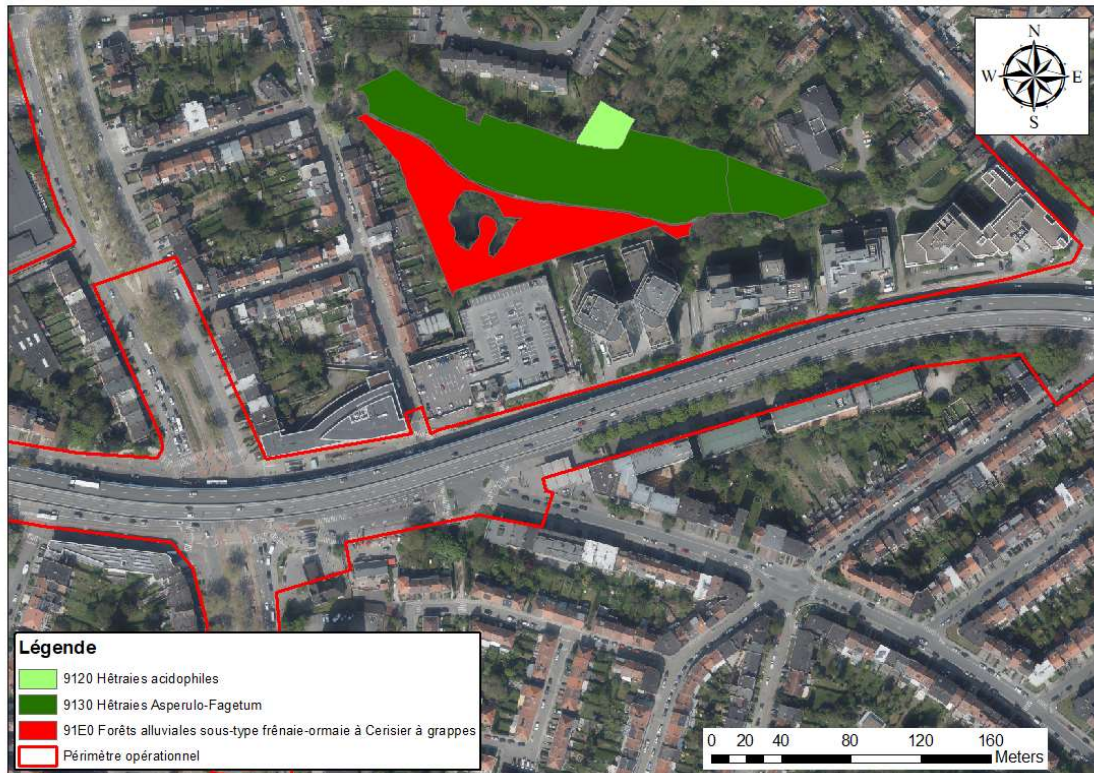 N
W E
S
Légende
9120 Hêtraies acidophiles
9130 Hêtraies Asperulo-Fagetum
91E0 Forêts alluviales sous-type frênaie-ormaie à Cerisier à grappes
Périmètre opérationnel
0 20 40 80 120 160
Meters